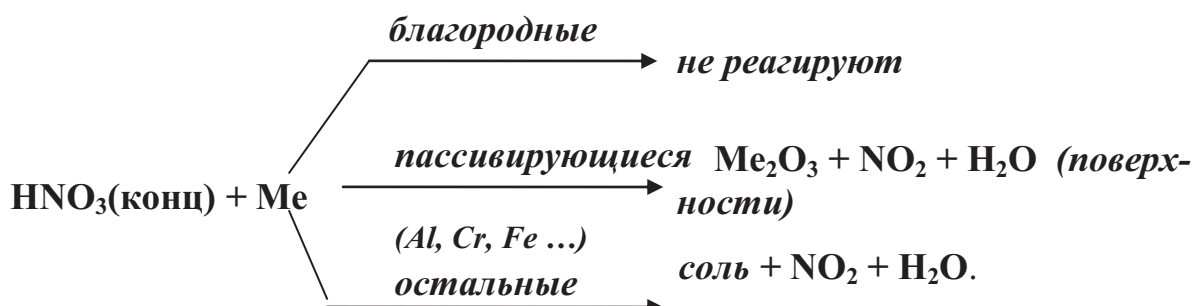 благородные
не реагируют
пассивирующиеся Me₂O₃ + NO₂ + H₂O (поверх-
HNO₃(конц) + Me
ности)
(Al, Cr, Fe …)
остальные
соль + NO₂ + H₂O.